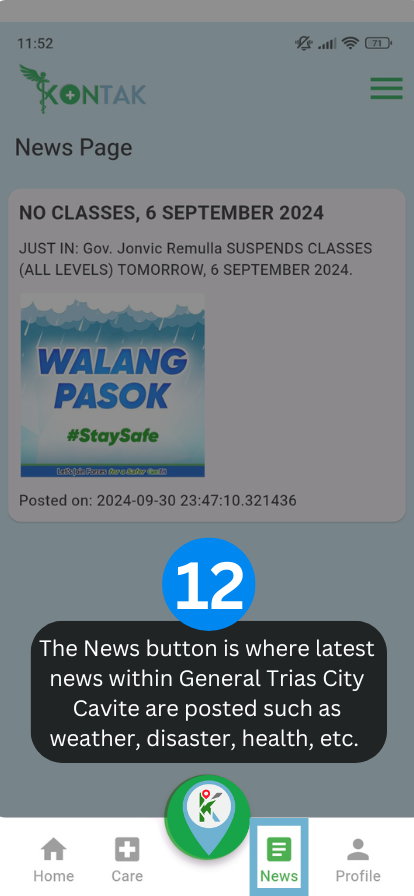 11:52
71
KONTAK
News Page
NO CLASSES, 6 SEPTEMBER 2024
JUST IN: Gov. Jonvic Remulla SUSPENDS CLASSES
(ALL LEVELS) TOMORROW, 6 SEPTEMBER 2024.
WALANG
PASOK
#StaySafe
Let's Join Forces for a Safer
Posted on: 2024-09-30 23:47:10.321436
12
The News button is where latest
news within General Trias City
Cavite are posted such as
weather, disaster, health, etc.
K
Home
Care
News
Profile